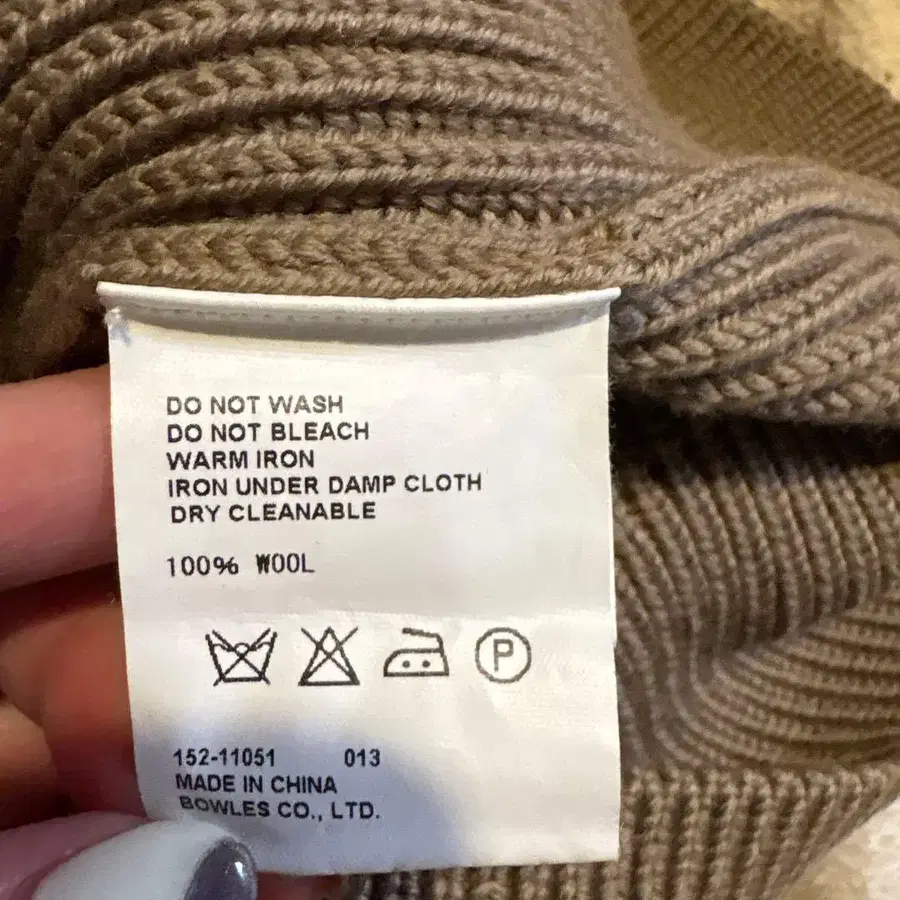 DO NOT WASH
DO NOT BLEACH
WARM IRON
IRON UNDER DAMP CLOTH
DRY CLEANABLE
100% WOOL
P
152-11051 013
MADE IN CHINA
BOWLES CO., LTD.